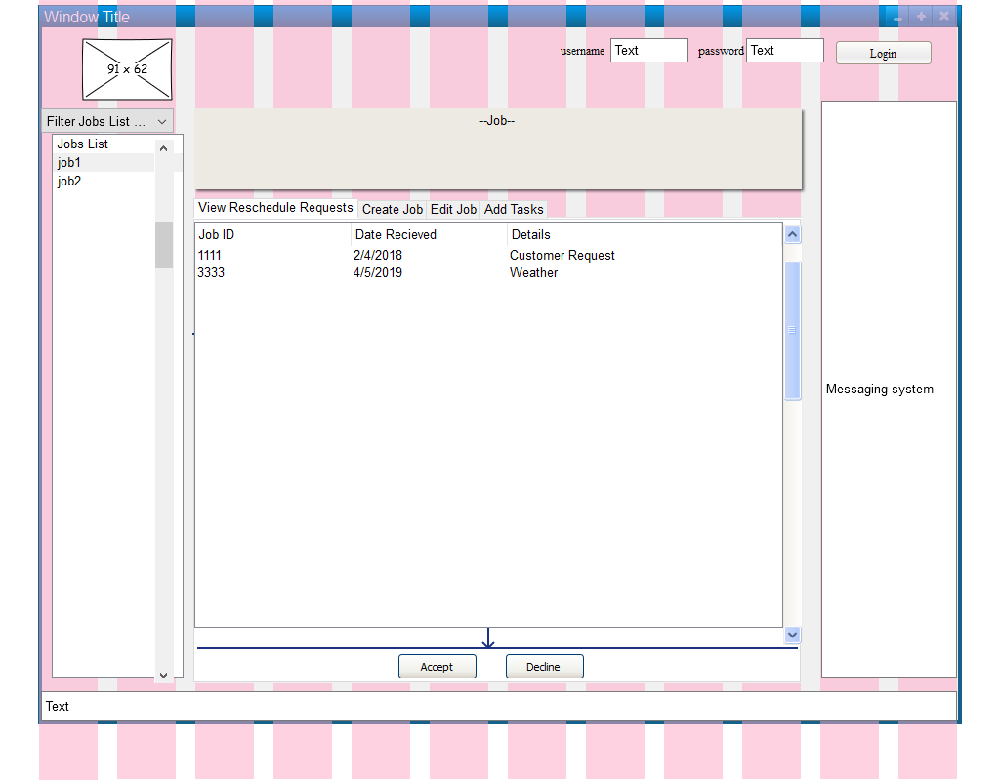 Window Title
91 x 62
username Text password Text Login
Filter Jobs List ...
--Job--
Jobs List
job1
job2
View Reschedule Requests Create Job Edit Job Add Tasks
Job ID Date Recieved Details
1111 2/4/2018 Customer Request
3333 4/5/2019 Weather
Messaging system
Accept Decline
Text